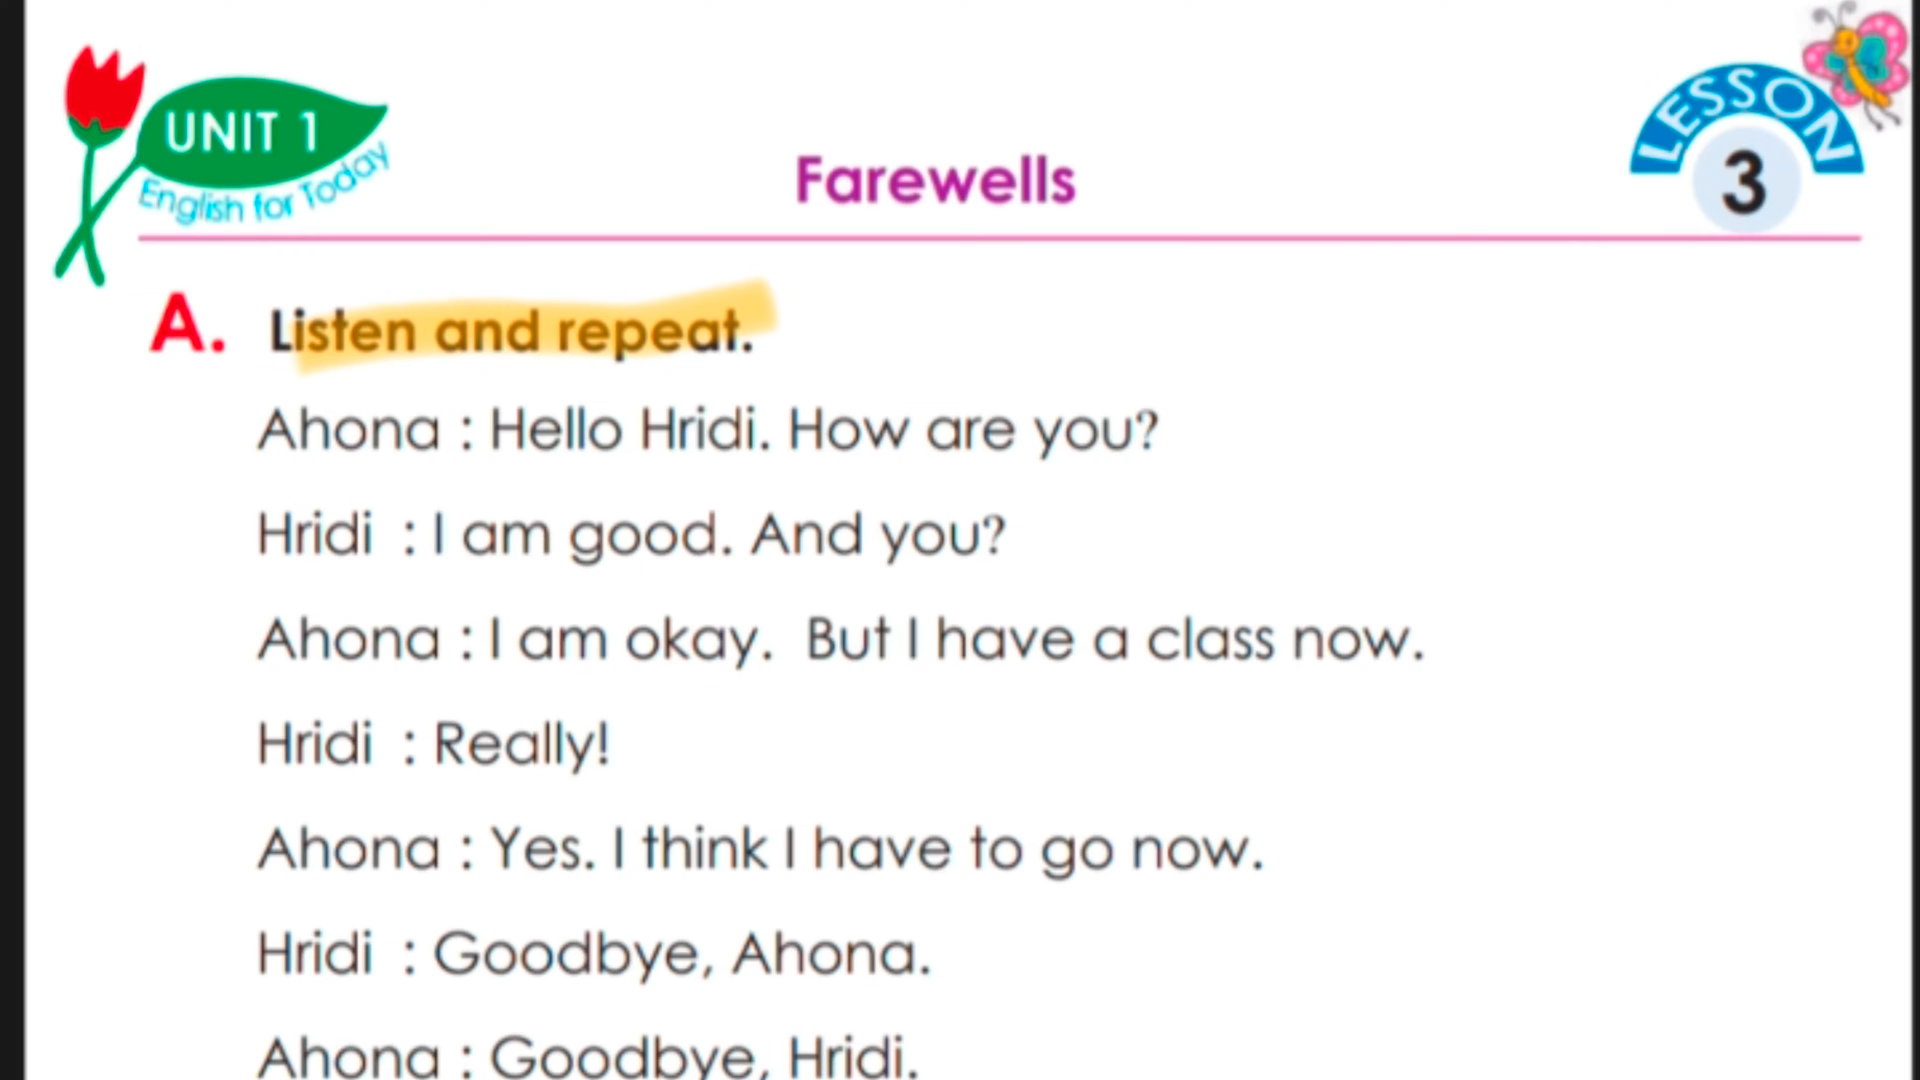 UNIT 1
English for Today
Farewells
LESSON
3
A. Listen and repeat.
Ahona : Hello Hridi. How are you?
Hridi : I am good. And you?
Ahona : I am okay. But I have a class now.
Hridi : Really!
Ahona : Yes. I think I have to go now.
Hridi : Goodbye, Ahona.
Ahona : Goodbye, Hridi.